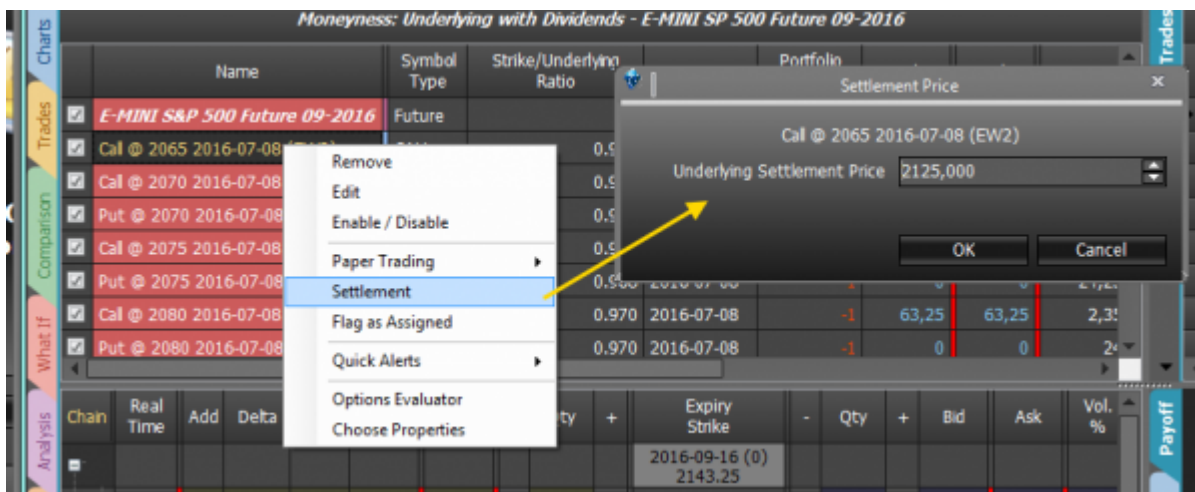 Moneyness: Underlying with Dividends - E-MINI SP 500 Future 09-2016
Charts
Trades
Comparison
What If
Analysis
Trades
Payoff
Name
Symbol Type
Strike/Underlying Ratio
Portfolio
E-MINI S&P 500 Future 09-2016 Future
Call @ 2065 2016-07-08 (EW2)
Call @ 2070 2016-07-08
Put @ 2070 2016-07-08
Call @ 2075 2016-07-08
Put @ 2075 2016-07-08
Call @ 2080 2016-07-08 0.970 2016-07-08 -1 63,25 63,25
Put @ 2080 2016-07-08 0.970 2016-07-08 -1 0 0
Remove
Edit
Enable / Disable
Paper Trading
Settlement
Flag as Assigned
Quick Alerts
Options Evaluator
Choose Properties
Settlement Price
x
Call @ 2065 2016-07-08 (EW2)
Underlying Settlement Price 2125,000
OK Cancel
Chain Real Time Add Delta + Expiry Strike - Qty + Bid Ask Vol. %
2016-09-16 (0)
2143.25